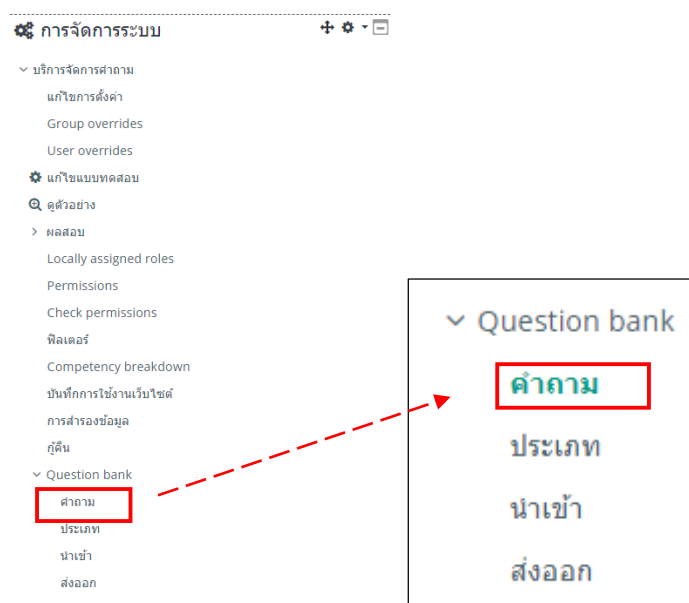 การจัดการระบบ
บริการจัดการคำถาม
แก้ไขการตั้งค่า
Group overrides
User overrides
แก้ไขแบบทดสอบ
ดูตัวอย่าง
ผลสอบ
Locally assigned roles
Permissions
Check permissions
ฟิลเตอร์
Competency breakdown
บันทึกการใช้งานเว็บไซต์
การสำรองข้อมูล
กู้คืน
Question bank
คำถาม
ประเภท
นำเข้า
ส่งออก
Question bank
คำถาม
ประเภท
นำเข้า
ส่งออก